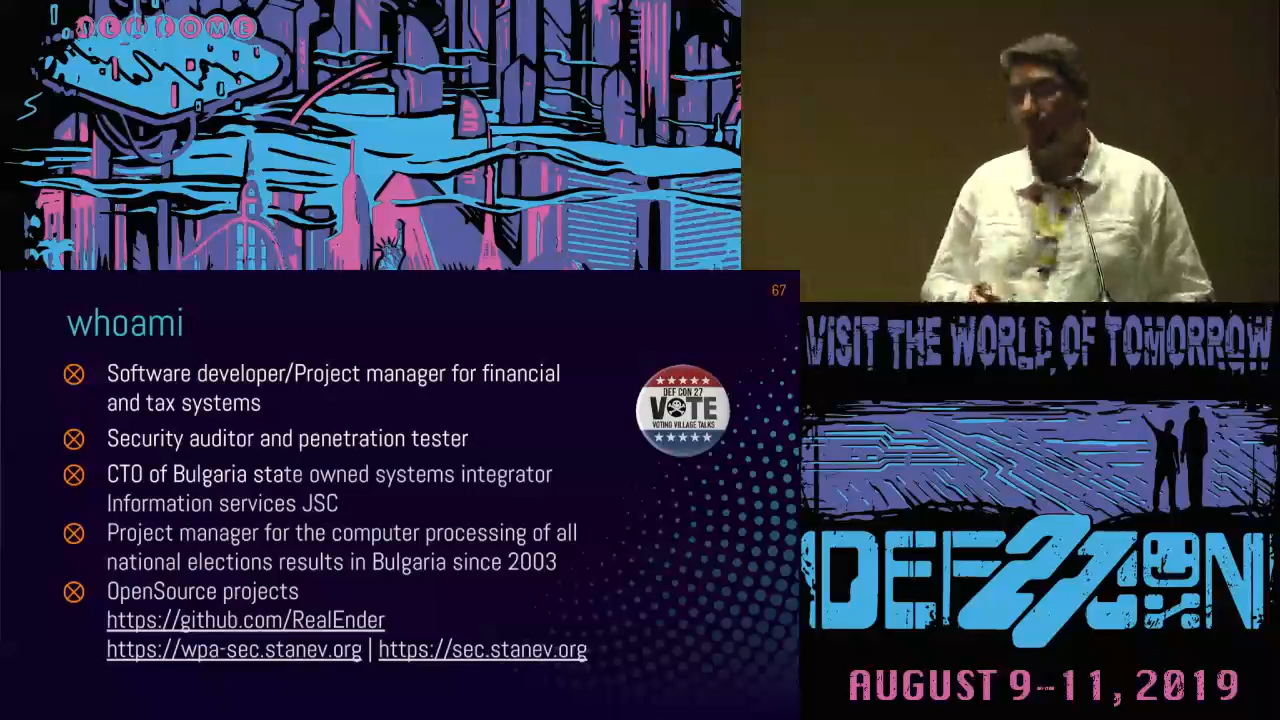 WELCOME
67
whoami
Software developer/Project manager for financial
and tax systems
Security auditor and penetration tester
CTO of Bulgaria state owned systems integrator
Information services JSC
Project manager for the computer processing of all
national elections results in Bulgaria since 2003
OpenSource projects
https://github.com/RealEnder
https://wpa-sec.stanev.org | https://sec.stanev.org
DEF CON 27
VOTE
VOTING VILLAGE TALKS
VISIT THE WORLD OF TOMORROW
DEF 27 CON
AUGUST 9-11, 2019